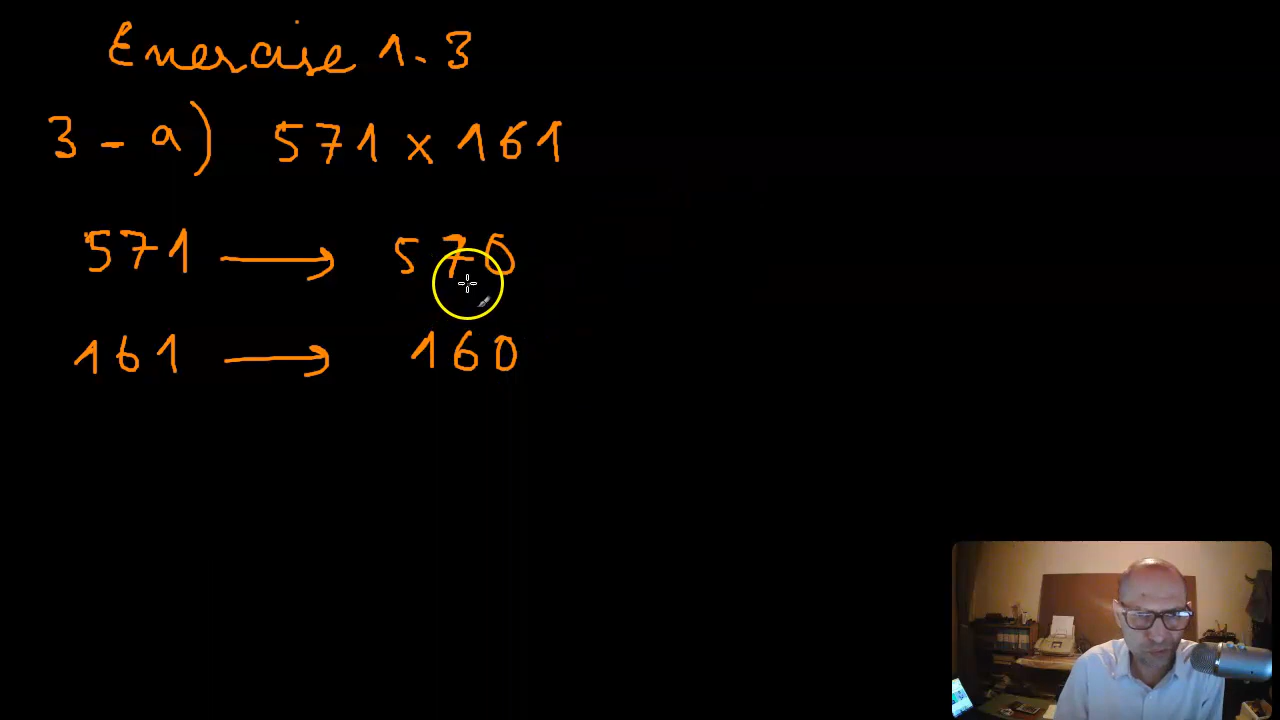 Exercise 1.3
3 - a) 571 x 161
571 → 570
161 → 160